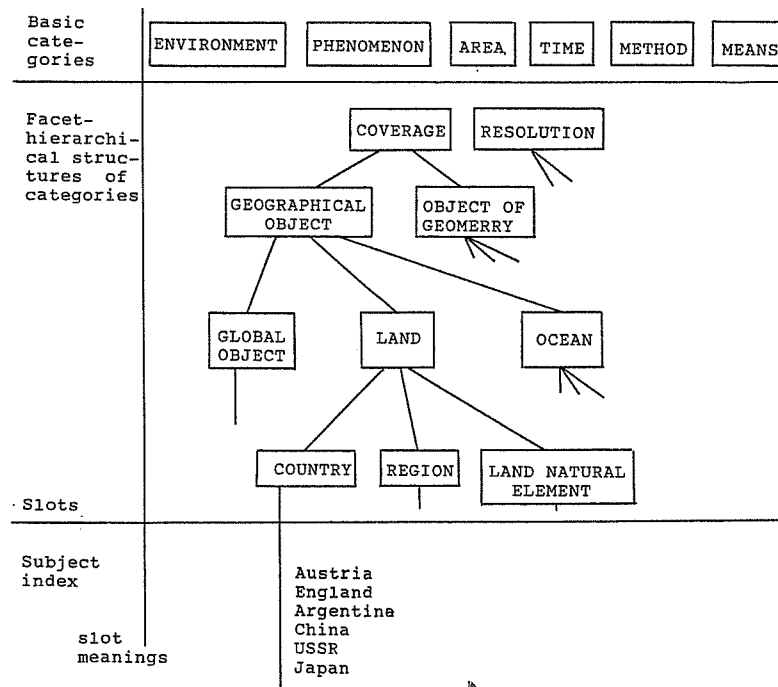 Basic
cate-
gories
ENVIRONMENT PHENOMENON AREA TIME METHOD MEANS
Facet-
hierarchi-
cal struc-
tures of
categories
COVERAGE RESOLUTION
GEOGRAPHICAL
OBJECT
OBJECT OF
GEOMERRY
GLOBAL
OBJECT
LAND
OCEAN
COUNTRY
REGION
LAND NATURAL
ELEMENT
Slots
Subject
index
Austria
England
Argentina
China
USSR
Japan
slot
meanings